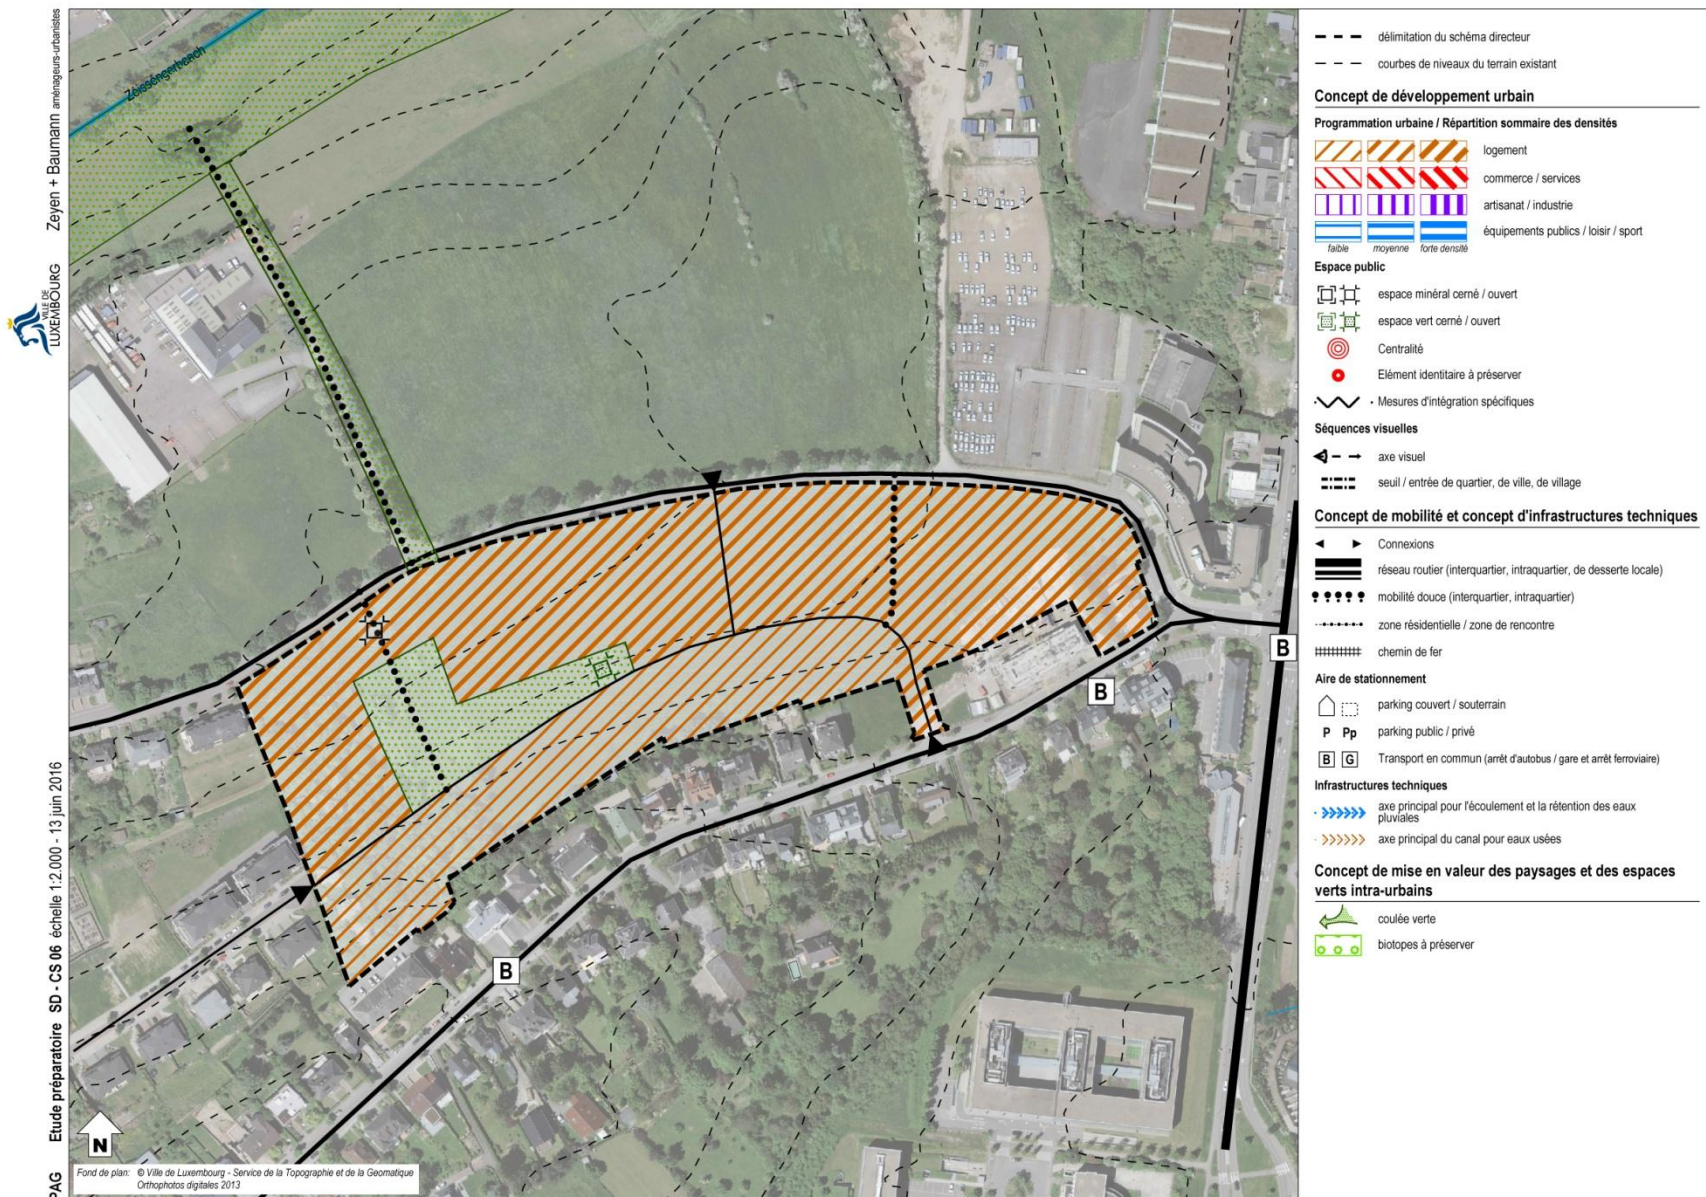 Zeyen + Baumann aménageurs-urbanistes
VILLE DE
LUXEMBOURG
Etude préparatoire SD - CS 06 échelle 1:2.000 - 13 juin 2016
PAG
Zéissengerbaach
B
B
B
N
Fond de plan: © Ville de Luxembourg - Service de la Topographie et de la Geomatique
Orthophotos digitales 2013
délimitation du schéma directeur
courbes de niveaux du terrain existant
Concept de développement urbain
Programmation urbaine / Répartition sommaire des densités
logement
commerce / services
artisanat / industrie
équipements publics / loisir / sport
faible moyenne forte densité
Espace public
espace minéral cerné / ouvert
espace vert cerné / ouvert
Centralité
Elément identitaire à préserver
Mesures d'intégration spécifiques
Séquences visuelles
axe visuel
seuil / entrée de quartier, de ville, de village
Concept de mobilité et concept d'infrastructures techniques
Connexions
réseau routier (interquartier, intraquartier, de desserte locale)
mobilité douce (interquartier, intraquartier)
zone résidentielle / zone de rencontre
chemin de fer
Aire de stationnement
parking couvert / souterrain
P Pp parking public / privé
B G Transport en commun (arrêt d'autobus / gare et arrêt ferroviaire)
Infrastructures techniques
axe principal pour l'écoulement et la rétention des eaux
pluviales
axe principal du canal pour eaux usées
Concept de mise en valeur des paysages et des espaces
verts intra-urbains
coulée verte
biotopes à préserver